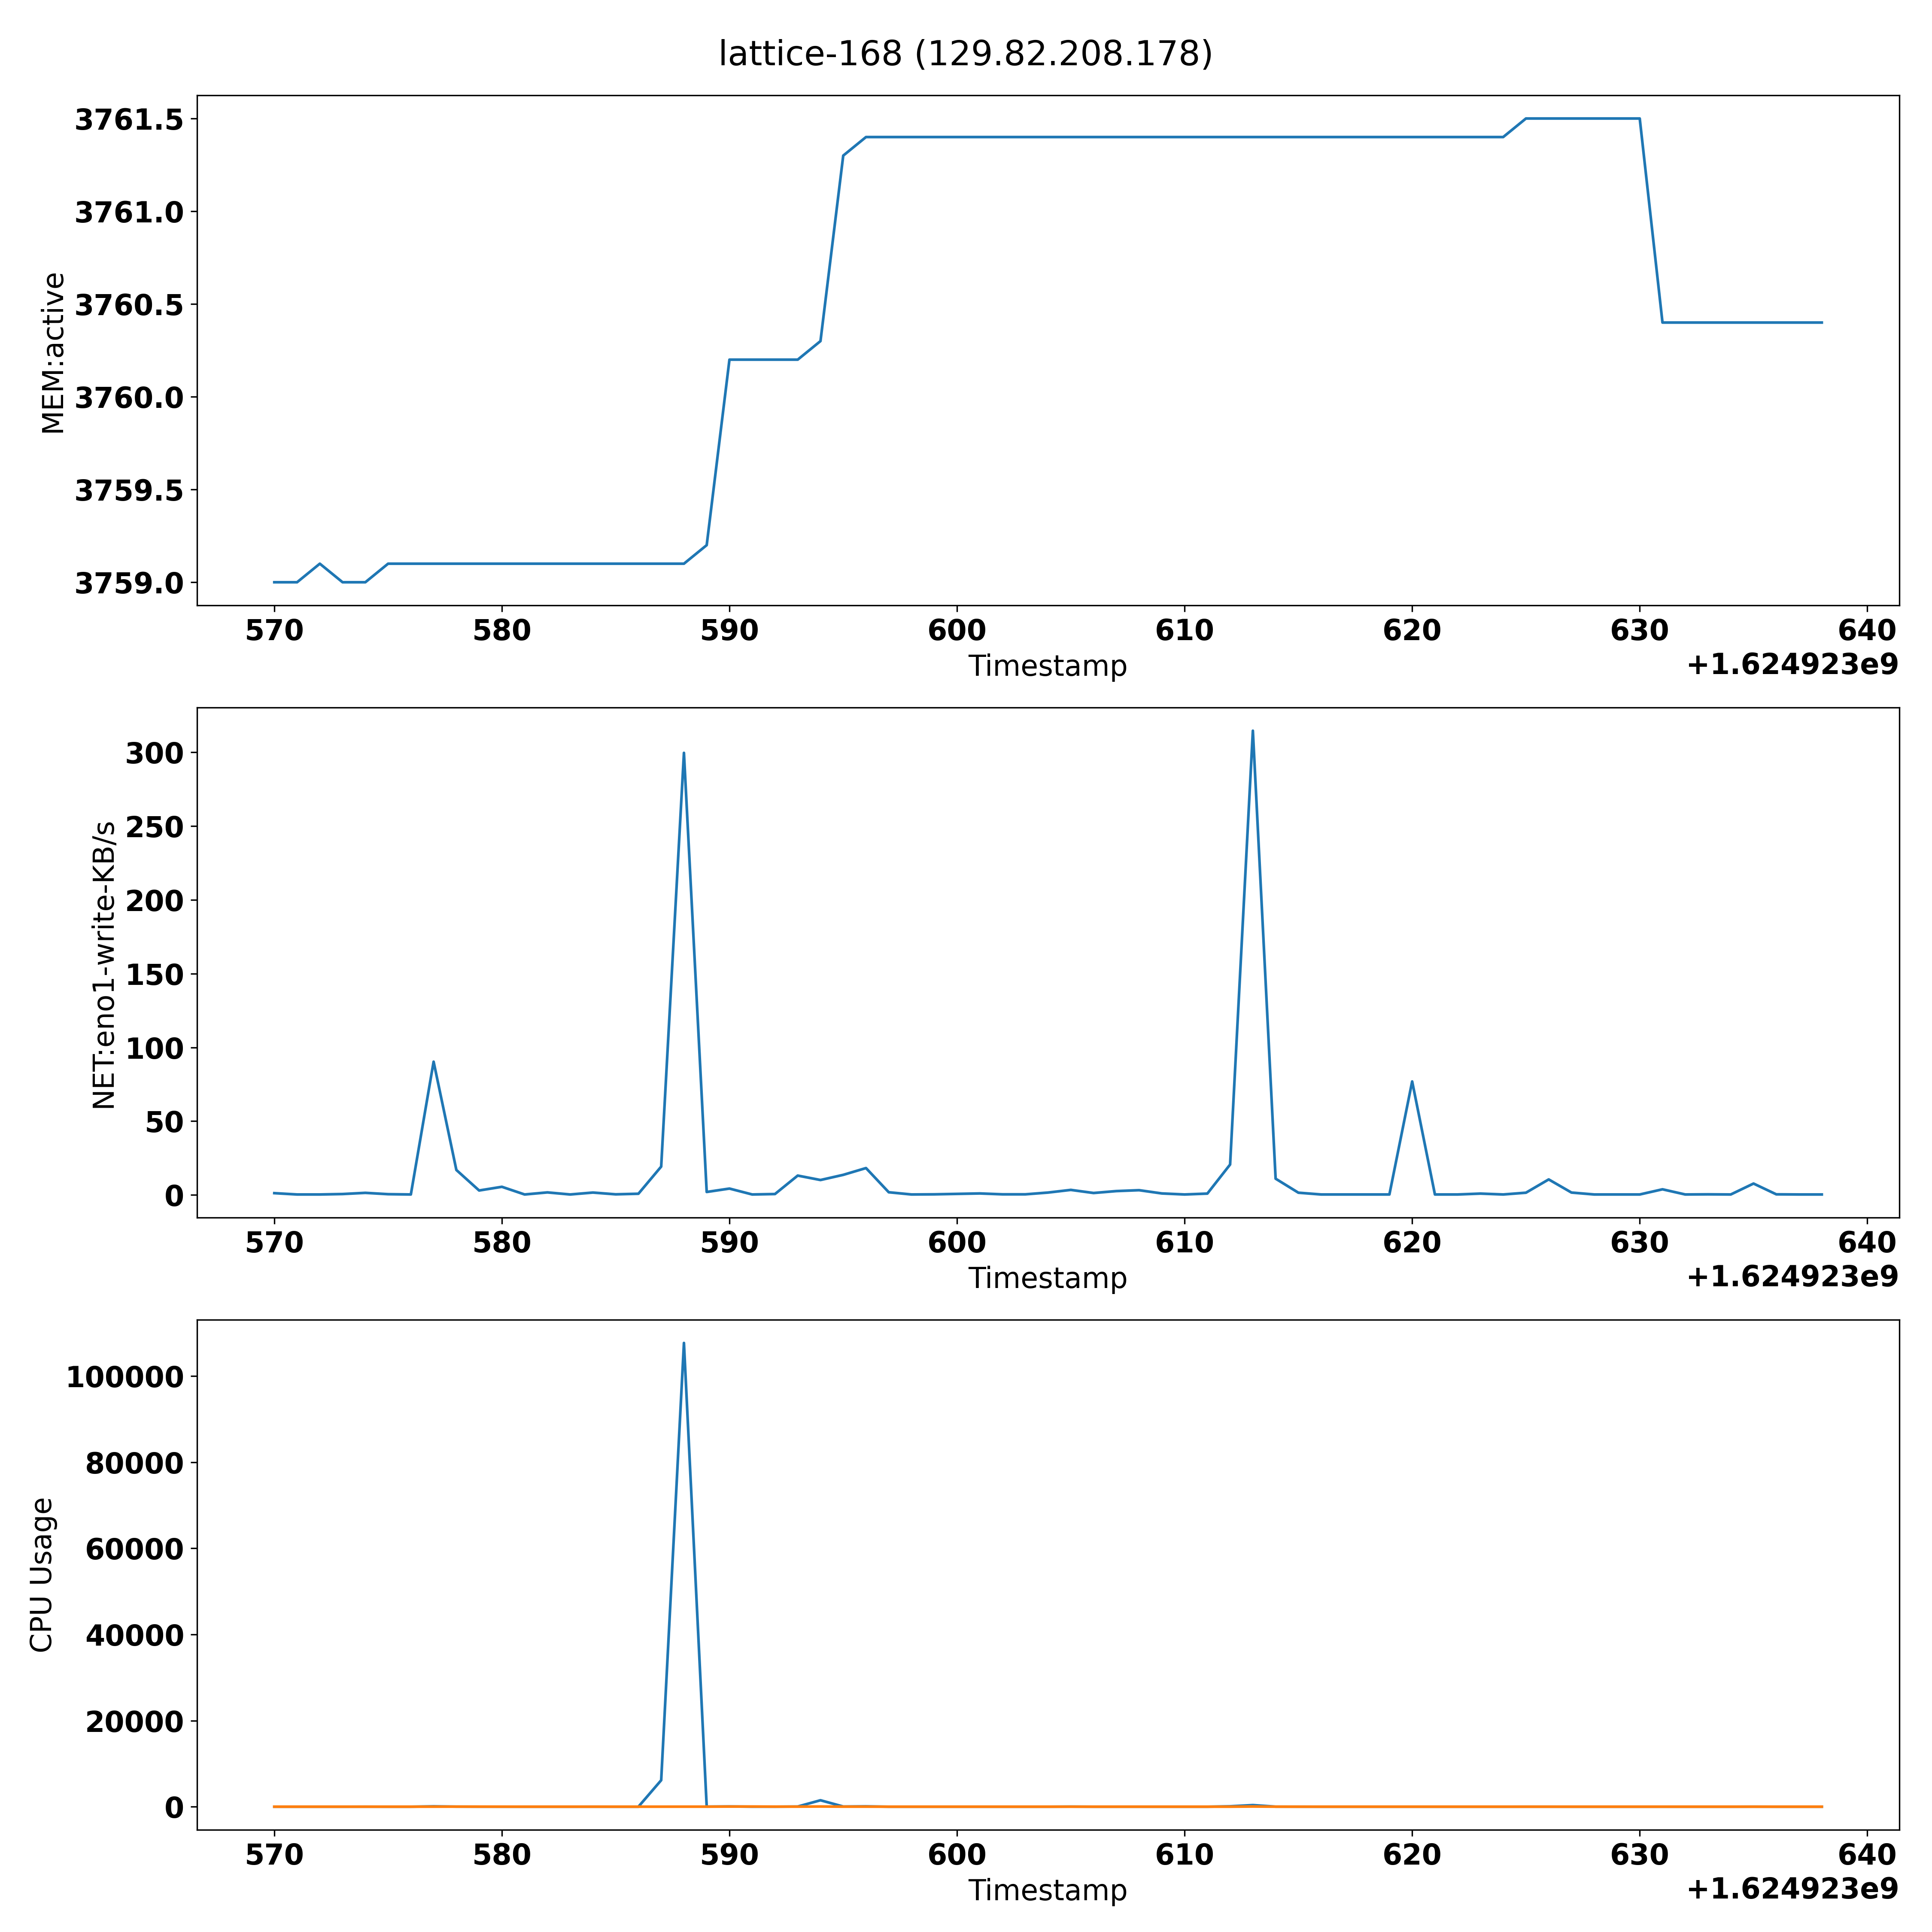 lattice-168 (129.82.208.178)
3761.5
3761.0
3760.5
3760.0
3759.5
3759.0
MEM:active
570 580 590 600 610 620 630 640
Timestamp
+1.624923e9
300
250
200
150
100
50
0
NET:eno1-write-KB/s
570 580 590 600 610 620 630 640
Timestamp
+1.624923e9
100000
80000
60000
40000
20000
0
CPU Usage
570 580 590 600 610 620 630 640
Timestamp
+1.624923e9